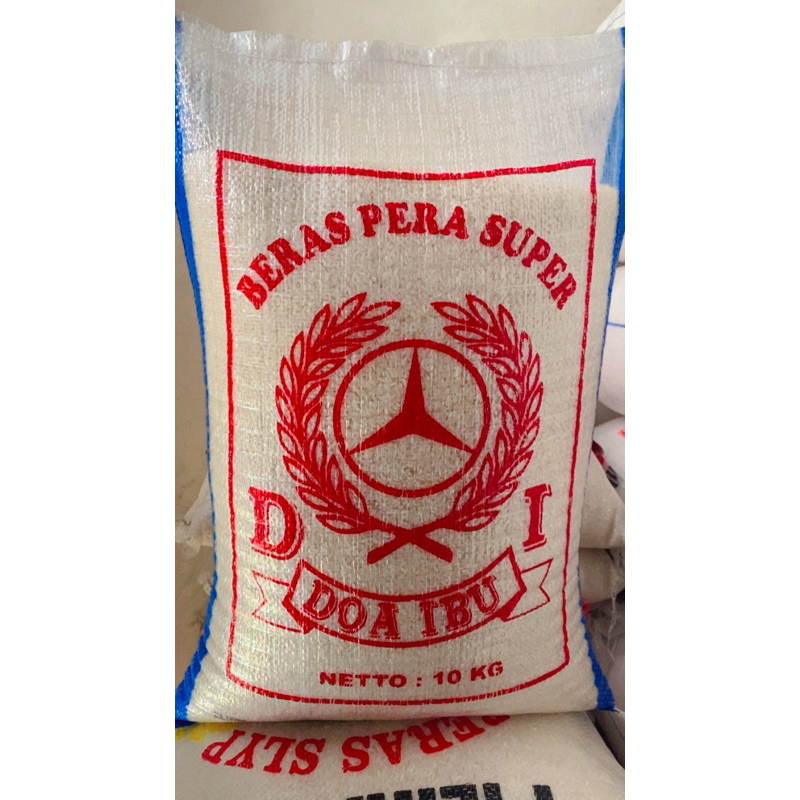 BERAS PERA SUPER
D I
DOA IBU
NETTO : 10 KG
BERAS SLYP